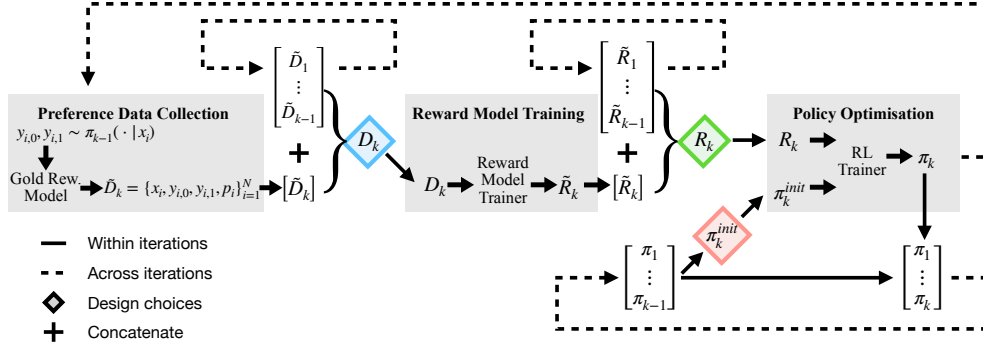 Preference Data Collection
y_{i,0}, y_{i,1} ∼ π_{k−1}( · | x_i)
Gold Rew.
Model
D̃_k = {x_i, y_{i,0}, y_{i,1}, p_i}_{i=1}^N
D̃_1
⋮
D̃_{k−1}
+
[D̃_k]
D_k
Reward Model Training
D_k
Reward
Model
Trainer
R̃_k
R̃_1
⋮
R̃_{k−1}
+
[R̃_k]
R_k
Policy Optimisation
R_k
π_k^{init}
RL
Trainer
π_k
π_k^{init}
π_1
⋮
π_{k−1}
π_1
⋮
π_k
Within iterations
Across iterations
Design choices
+ Concatenate